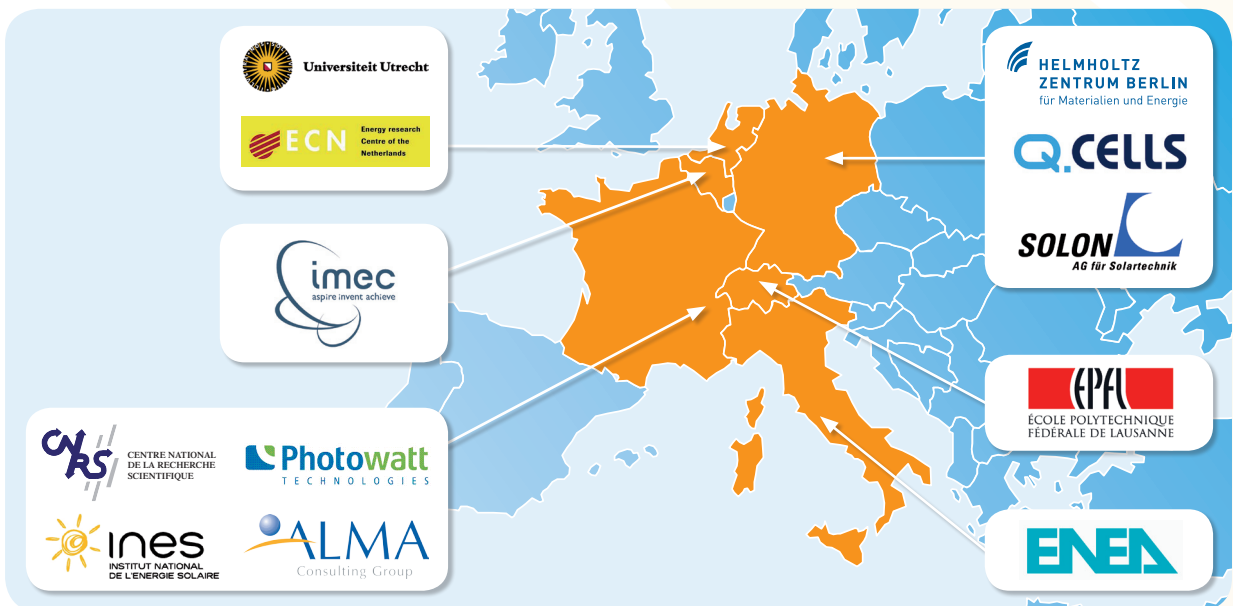 Universiteit Utrecht
ECN
Energy research
Centre of the
Netherlands
imec
aspire invent achieve
CNRS
CENTRE NATIONAL
DE LA RECHERCHE
SCIENTIFIQUE
Photowatt
TECHNOLOGIES
ines
INSTITUT NATIONAL
DE L'ENERGIE SOLAIRE
ALMA
Consulting Group
HELMHOLTZ
ZENTRUM BERLIN
für Materialien und Energie
Q.CELLS
SOLON
AG für Solartechnik
EPFL
ÉCOLE POLYTECHNIQUE
FÉDÉRALE DE LAUSANNE
ENEA